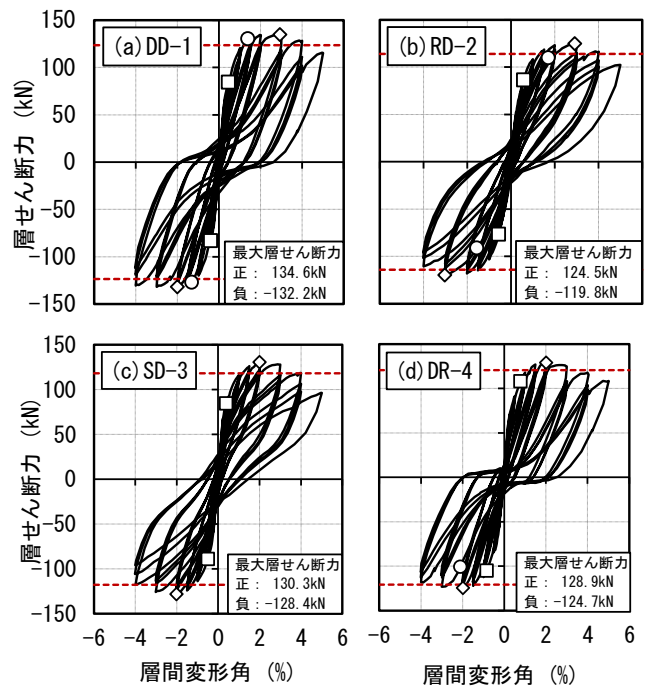 (a) DD-1
(b) RD-2
150
100
50
0
-50
-100
-150
層せん断力 (kN)
最大層せん断力
正： 134.6kN
負：-132.2kN
最大層せん断力
正： 124.5kN
負：-119.8kN
(c) SD-3
(d) DR-4
150
100
50
0
-50
-100
-150
層せん断力 (kN)
最大層せん断力
正： 130.3kN
負：-128.4kN
最大層せん断力
正： 128.9kN
負：-124.7kN
-6 -4 -2 0 2 4 6
-6 -4 -2 0 2 4 6
層間変形角 (%)
層間変形角 (%)